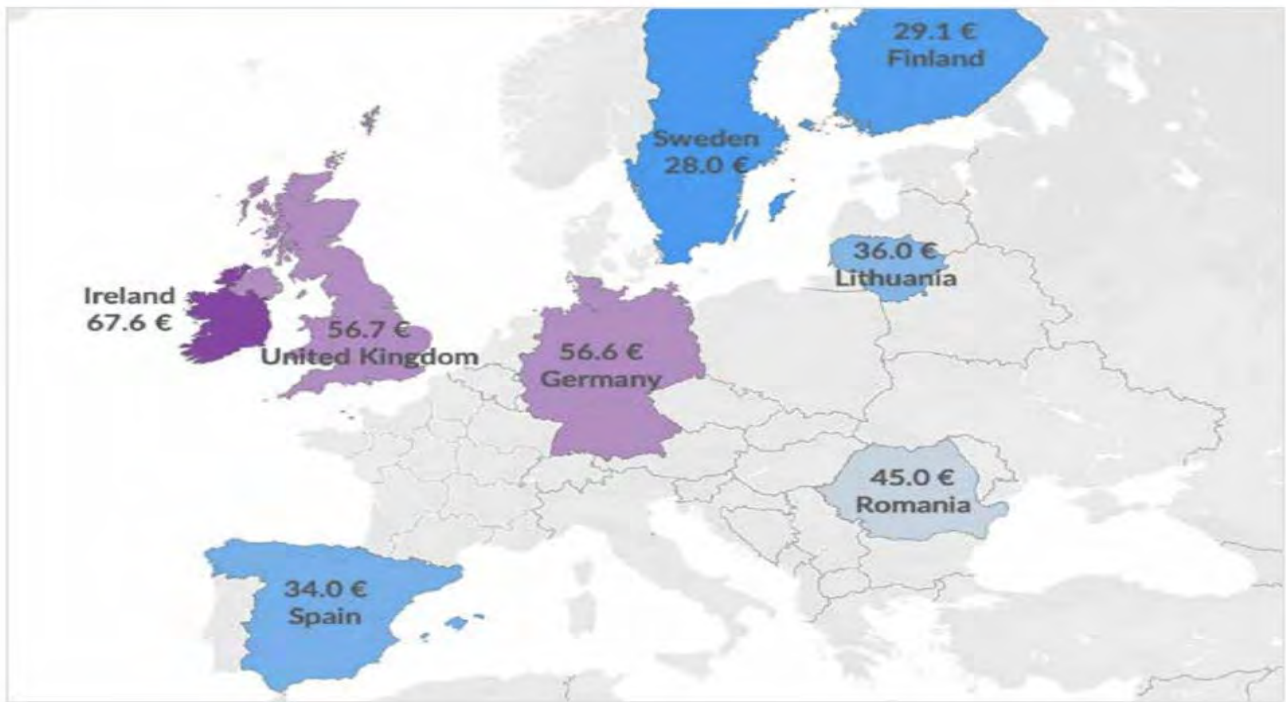 29.1 €
Finland
Sweden
28.0 €
36.0 €
Lithuania
Ireland
67.6 €
56.7 €
United Kingdom
56.6 €
Germany
45.0 €
Romania
34.0 €
Spain